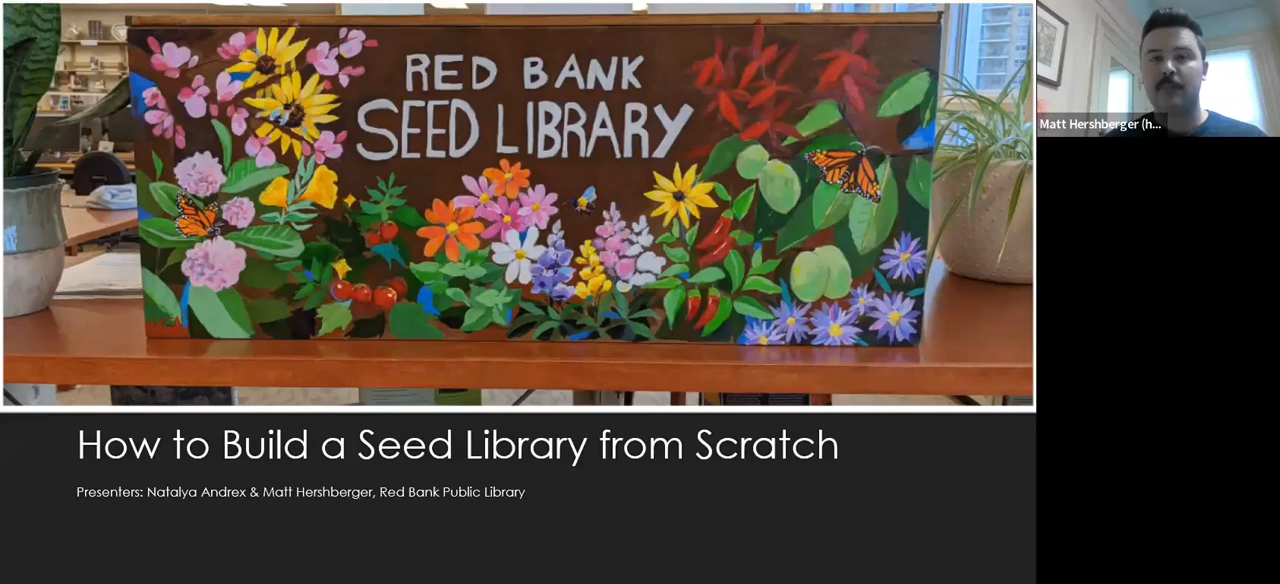 RED BANK
SEED LIBRARY
Matt Hershberger (h...
How to Build a Seed Library from Scratch
Presenters: Natalya Andrex & Matt Hershberger, Red Bank Public Library